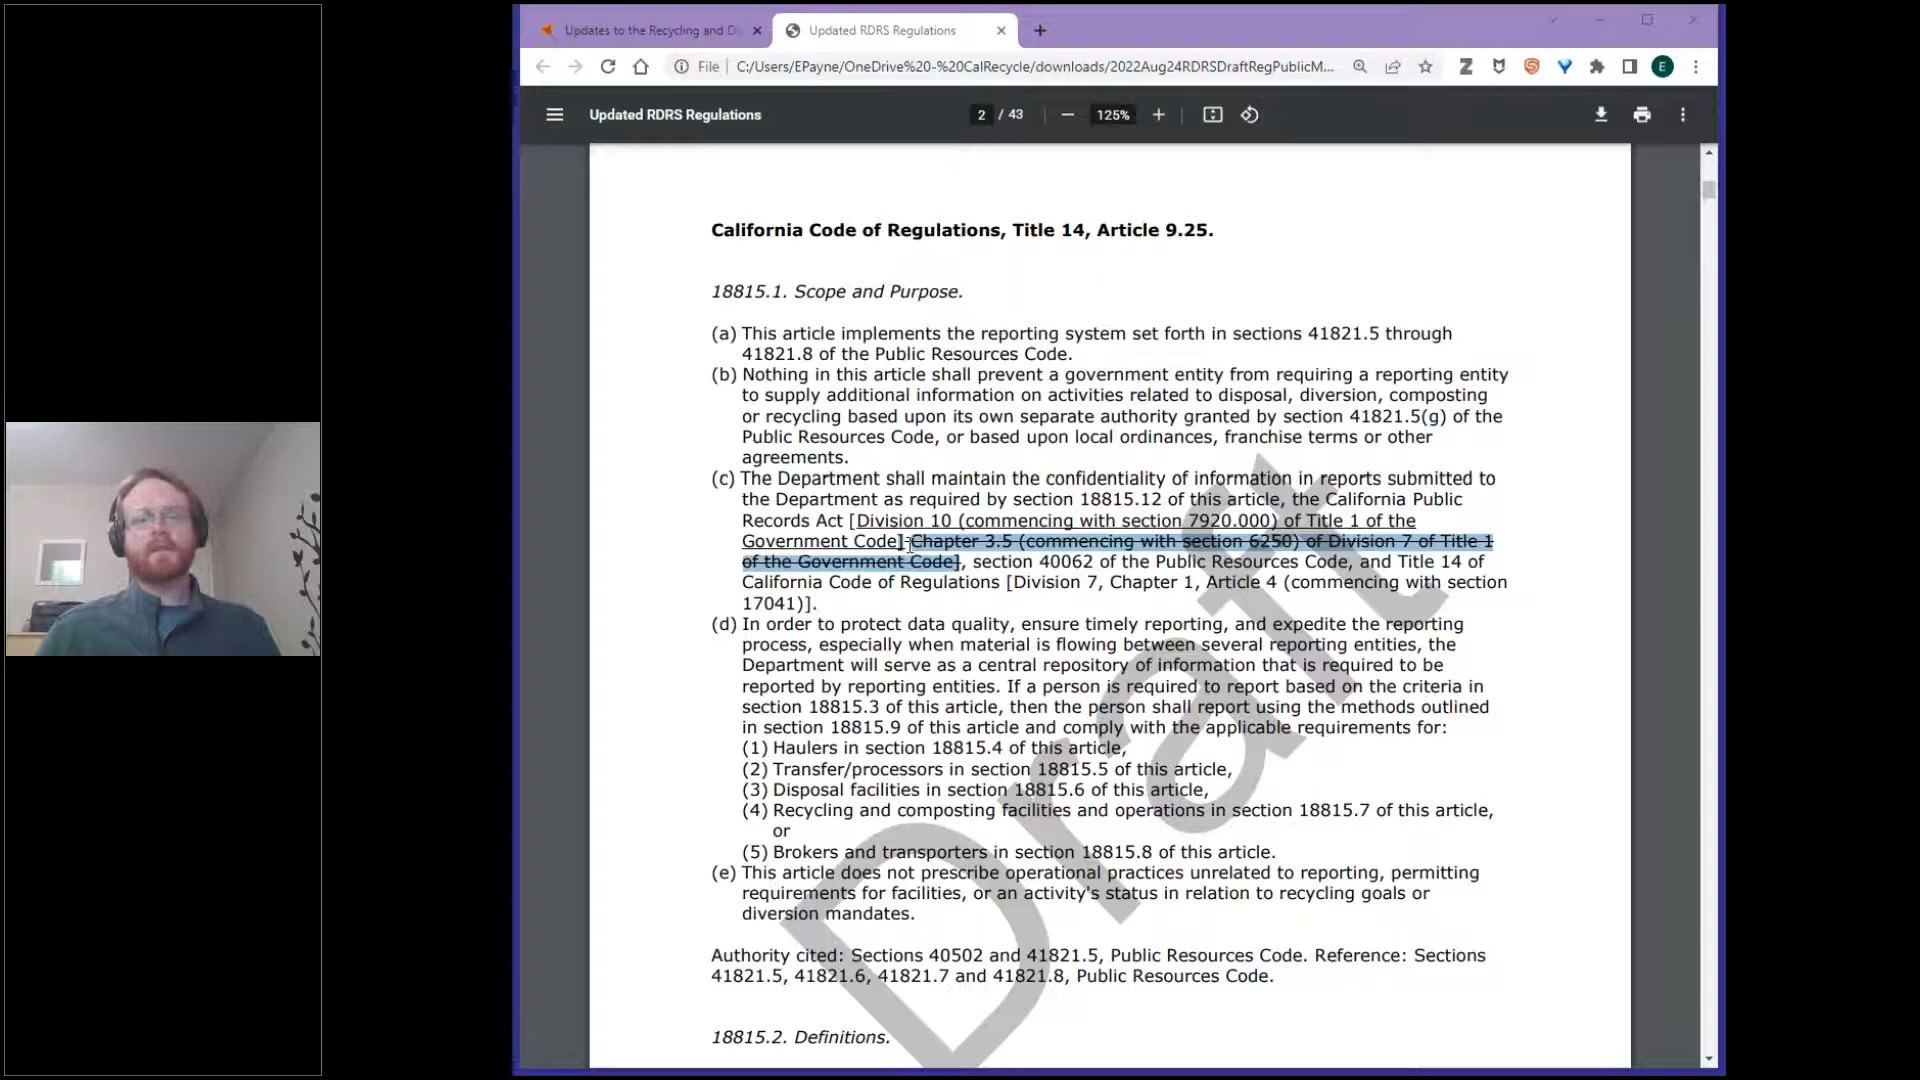 Updates to the Recycling and Di
Updated RDRS Regulations
File
C:/Users/EPayne/OneDrive%20-%20CalRecycle/downloads/2022Aug24RDRSDraftRegPublicM...
E
Updated RDRS Regulations
2 / 43
125%
California Code of Regulations, Title 14, Article 9.25.
18815.1. Scope and Purpose.
(a) This article implements the reporting system set forth in sections 41821.5 through
41821.8 of the Public Resources Code.
(b) Nothing in this article shall prevent a government entity from requiring a reporting entity
to supply additional information on activities related to disposal, diversion, composting
or recycling based upon its own separate authority granted by section 41821.5(g) of the
Public Resources Code, or based upon local ordinances, franchise terms or other
agreements.
(c) The Department shall maintain the confidentiality of information in reports submitted to
the Department as required by section 18815.12 of this article, the California Public
Records Act [Division 10 (commencing with section 7920.000) of Title 1 of the
Government Code] Chapter 3.5 (commencing with section 6250) of Division 7 of Title 1
of the Government Code], section 40062 of the Public Resources Code, and Title 14 of
California Code of Regulations [Division 7, Chapter 1, Article 4 (commencing with section
17041)].
(d) In order to protect data quality, ensure timely reporting, and expedite the reporting
process, especially when material is flowing between several reporting entities, the
Department will serve as a central repository of information that is required to be
reported by reporting entities. If a person is required to report based on the criteria in
section 18815.3 of this article, then the person shall report using the methods outlined
in section 18815.9 of this article and comply with the applicable requirements for:
(1) Haulers in section 18815.4 of this article,
(2) Transfer/processors in section 18815.5 of this article,
(3) Disposal facilities in section 18815.6 of this article,
(4) Recycling and composting facilities and operations in section 18815.7 of this article,
or
(5) Brokers and transporters in section 18815.8 of this article.
(e) This article does not prescribe operational practices unrelated to reporting, permitting
requirements for facilities, or an activity's status in relation to recycling goals or
diversion mandates.
Authority cited: Sections 40502 and 41821.5, Public Resources Code. Reference: Sections
41821.5, 41821.6, 41821.7 and 41821.8, Public Resources Code.
18815.2. Definitions.
Draft